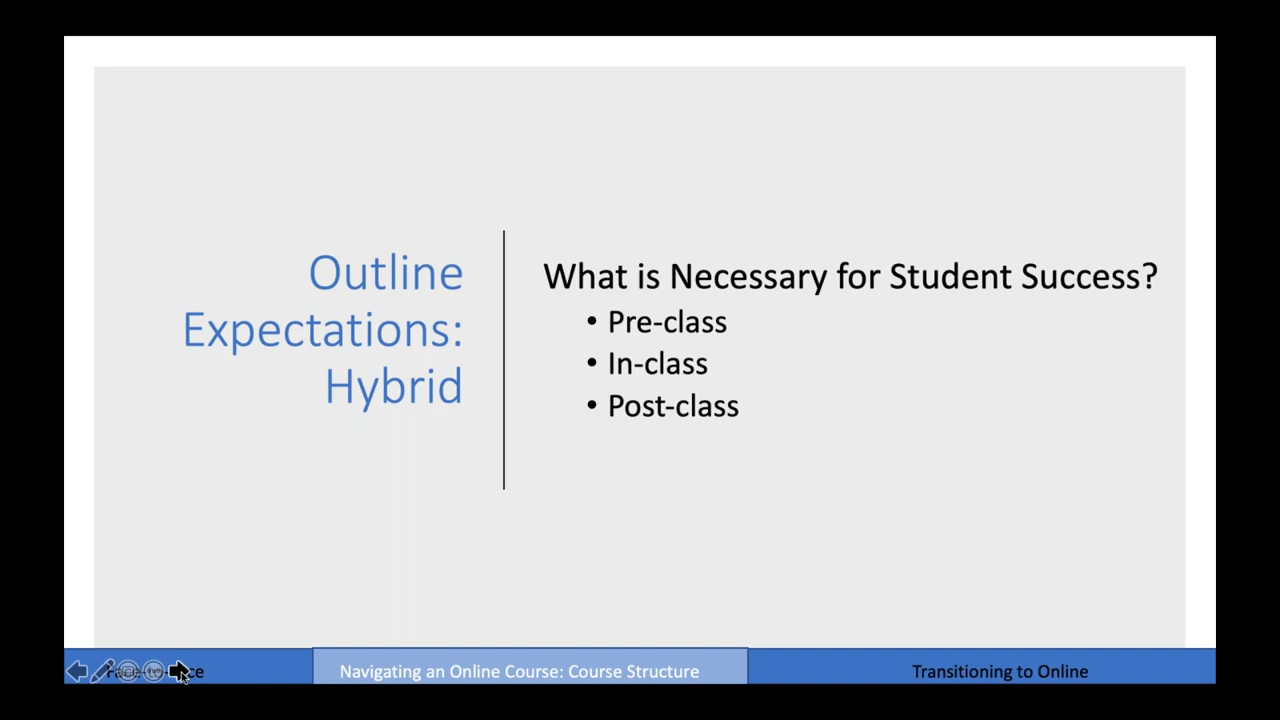 Outline
Expectations:
Hybrid
What is Necessary for Student Success?
• Pre-class
• In-class
• Post-class
Navigating an Online Course: Course Structure
Transitioning to Online